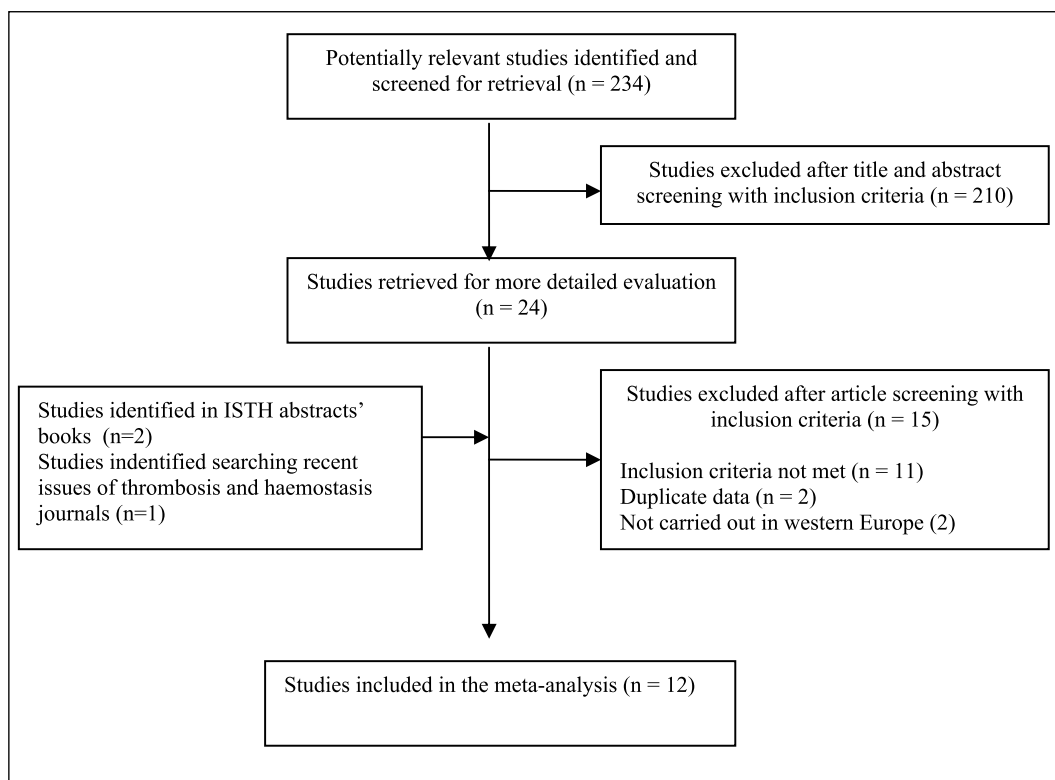 Potentially relevant studies identified and
screened for retrieval (n = 234)
Studies excluded after title and abstract
screening with inclusion criteria (n = 210)
Studies retrieved for more detailed evaluation
(n = 24)
Studies identified in ISTH abstracts’
books (n=2)
Studies indentified searching recent
issues of thrombosis and haemostasis
journals (n=1)
Studies excluded after article screening with
inclusion criteria (n = 15)
Inclusion criteria not met (n = 11)
Duplicate data (n = 2)
Not carried out in western Europe (2)
Studies included in the meta-analysis (n = 12)